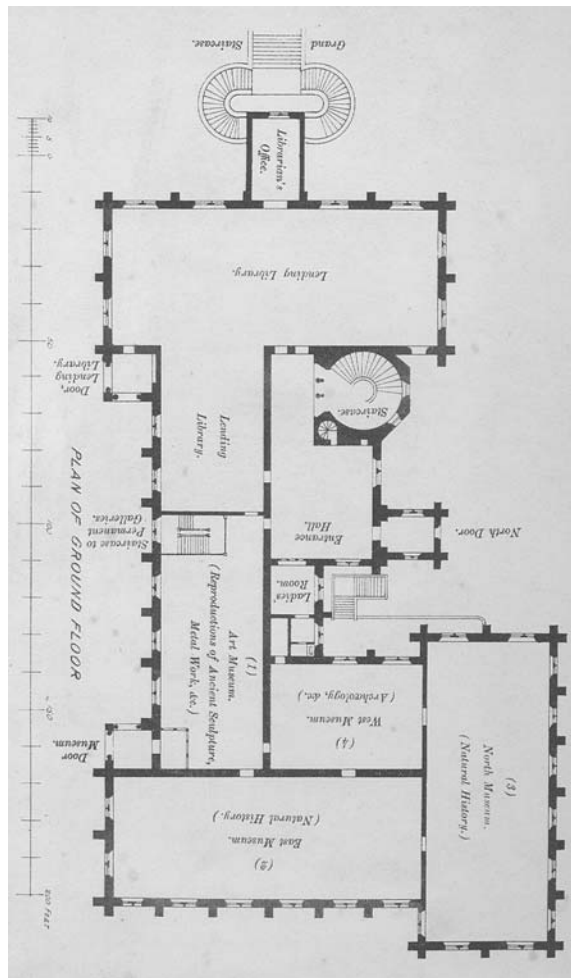 Grand
Staircase.
Librarian's
Office.
Lending Library.
Door,
Lending
Library.
Lending
Library.
Staircase.
Entrance
Hall.
North Door.
Staircase to
Permanent
Galleries.
Ladies'
Room.
(1)
Art Museum.
(Reproductions of Ancient Sculpture,
Metal Work, &c.)
(4)
West Museum.
(Archæology, &c.)
(3)
North Museum.
(Natural History.)
Door
Museum.
(2)
East Museum.
(Natural History.)
PLAN OF GROUND FLOOR
0
50
100
150
200 FEET